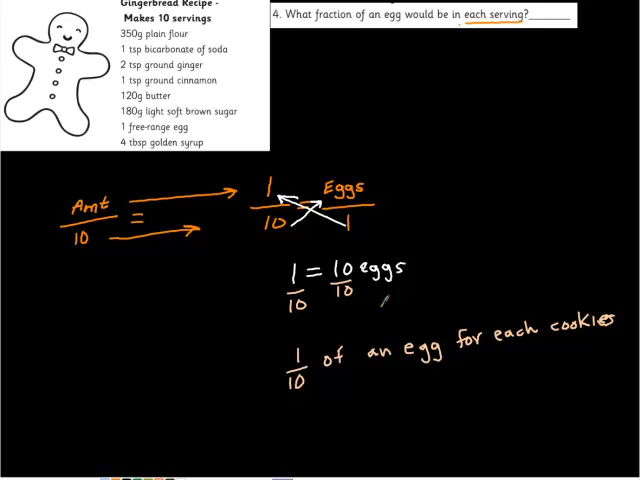 Gingerbread Recipe -
Makes 10 servings
350g plain flour
1 tsp bicarbonate of soda
2 tsp ground ginger
1 tsp ground cinnamon
120g butter
180g light soft brown sugar
1 free-range egg
4 tbsp golden syrup
4. What fraction of an egg would be in each serving?________
Amt/10 =
1/10 = Eggs/1
1/10 = 10 eggs/10
1/10 of an egg for each cookies